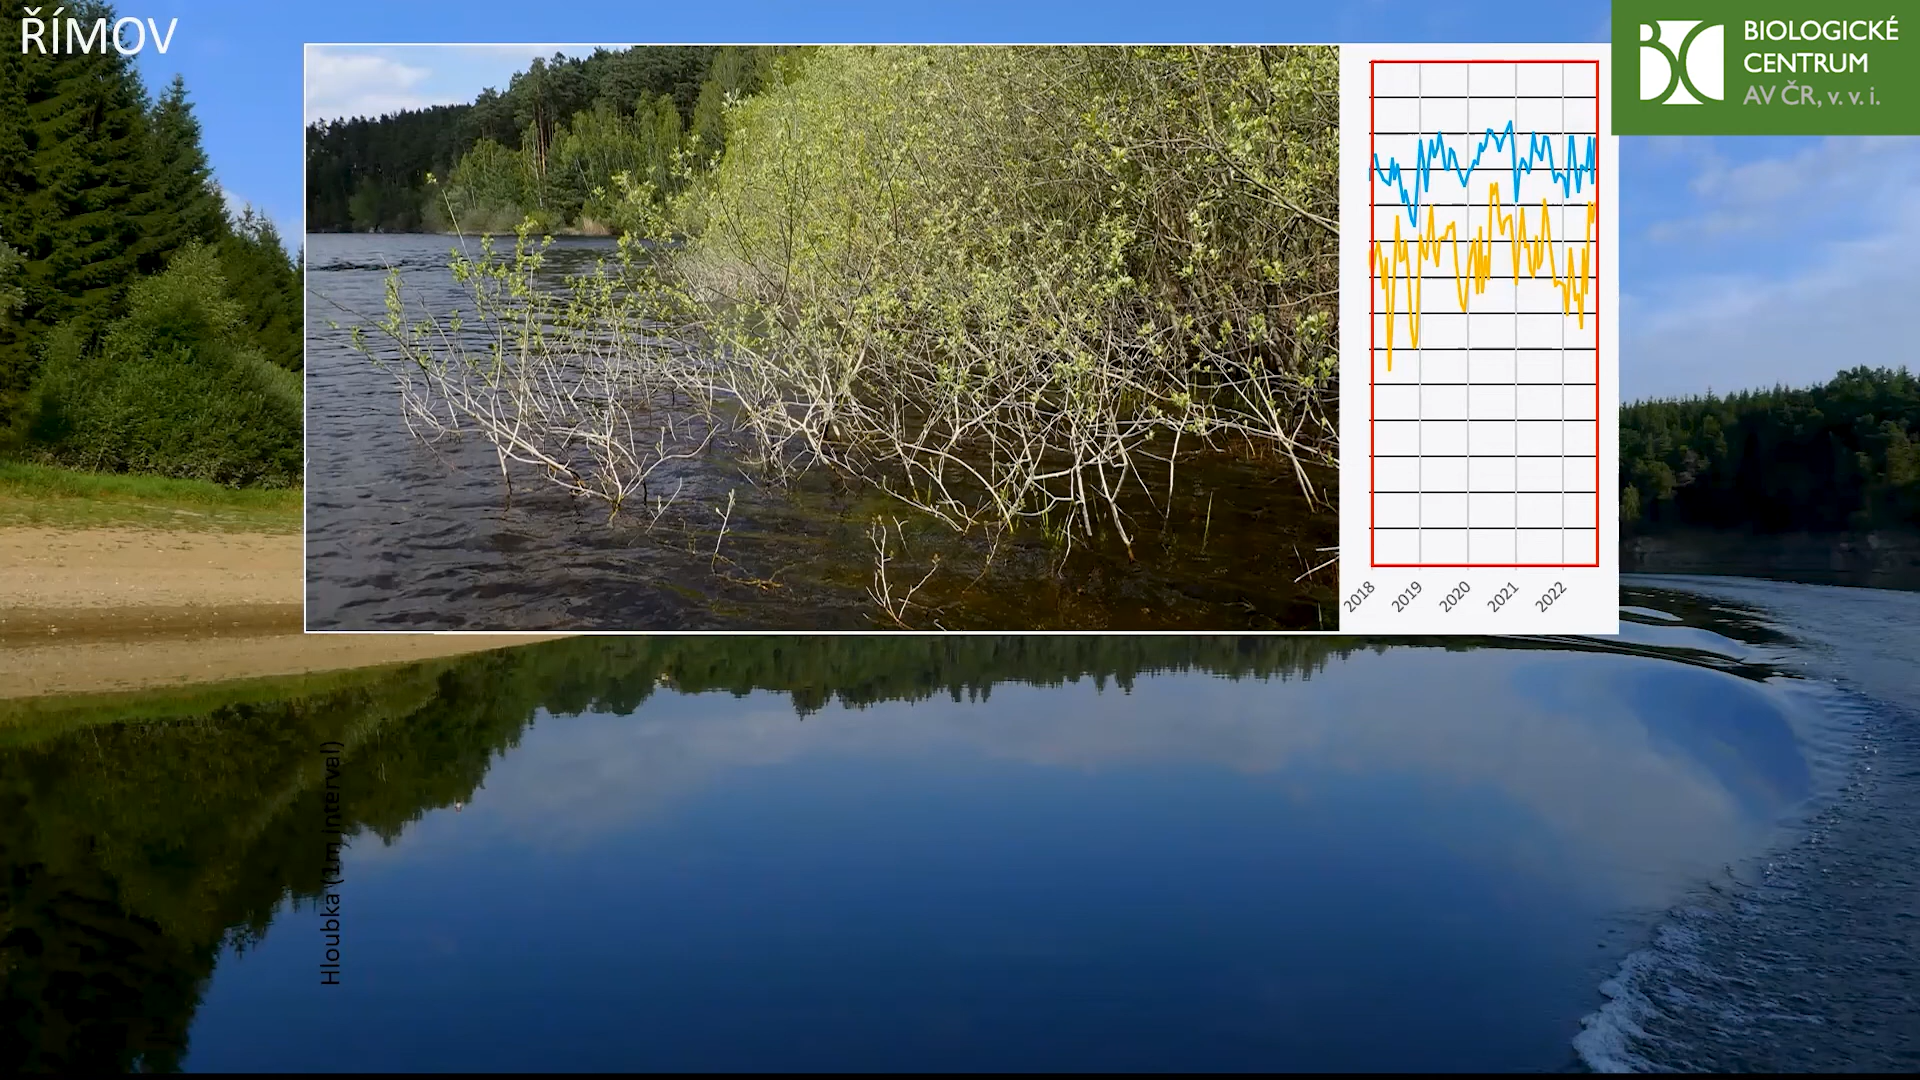 ŘÍMOV
BIOLOGICKÉ
CENTRUM
AV ČR, v. v. i.
2018
2019
2020
2021
2022
Hloubka (1m Interval)